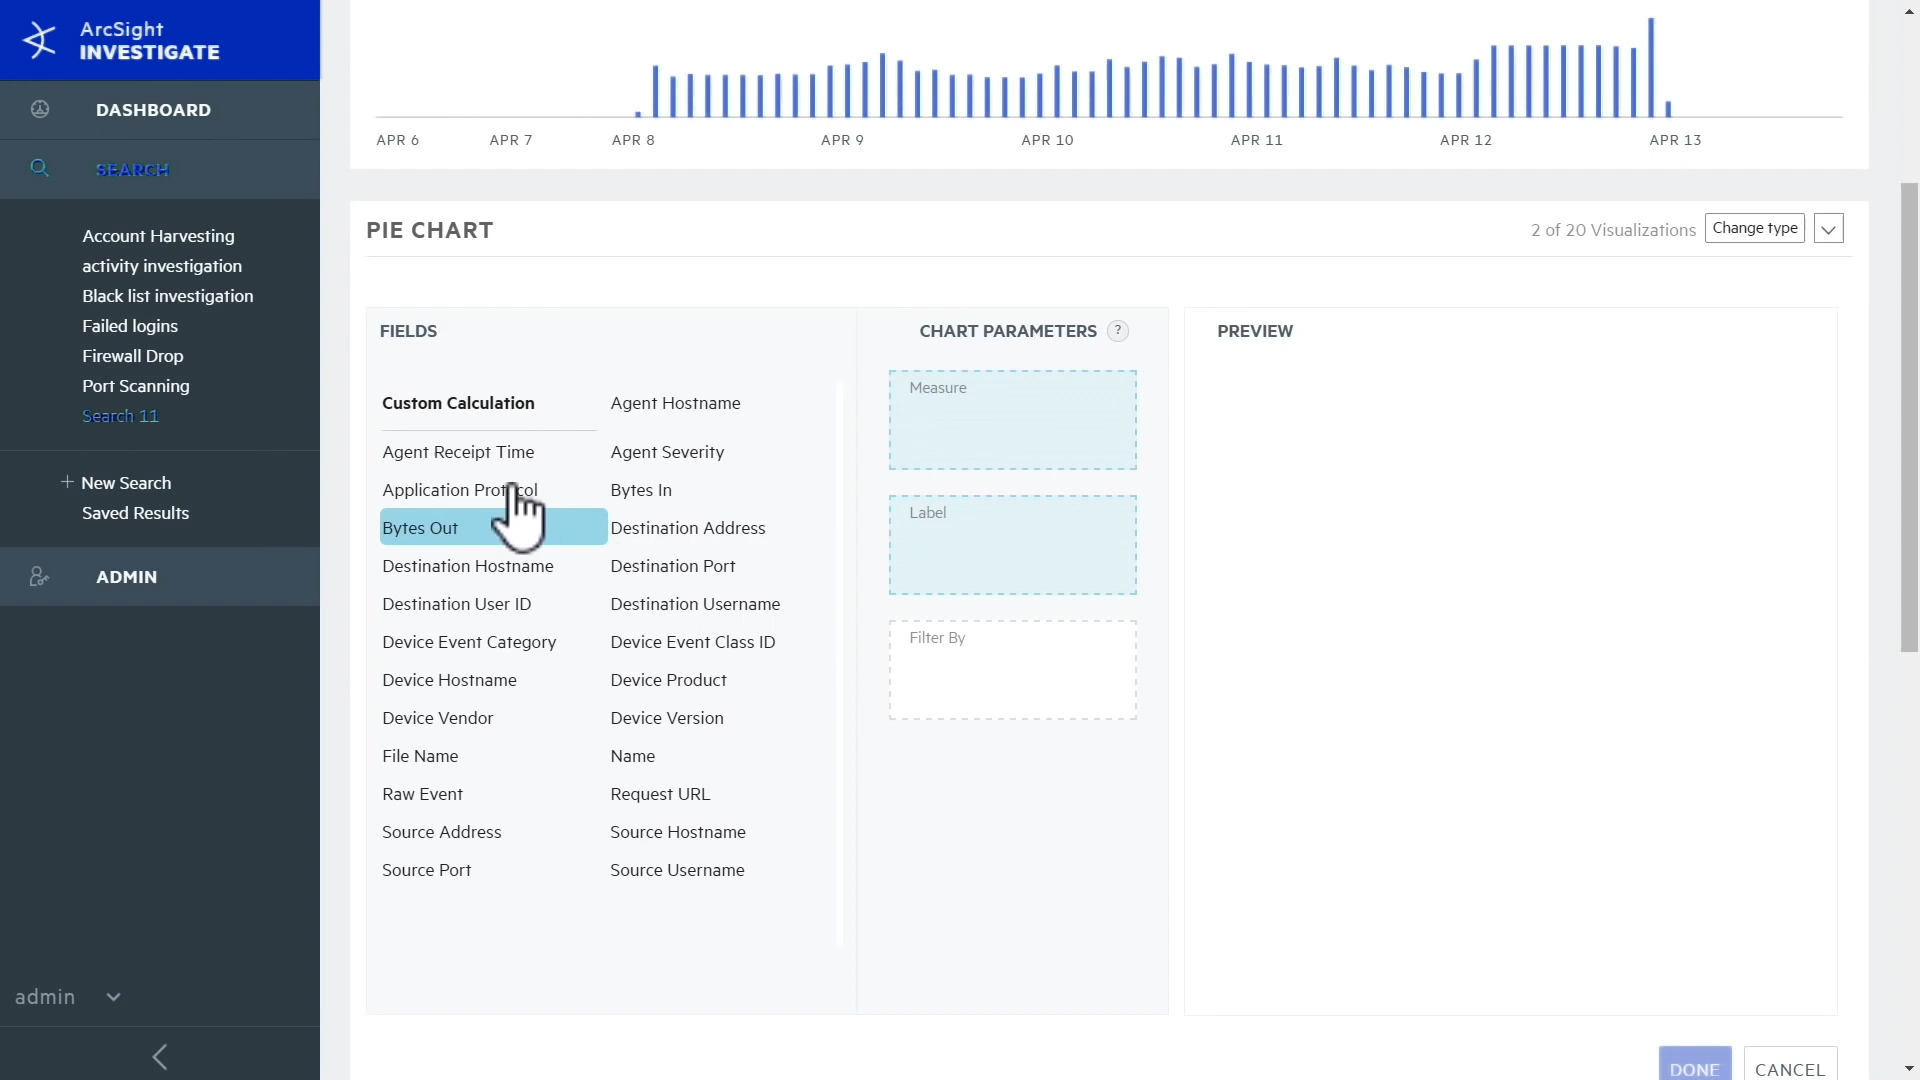 ArcSight
INVESTIGATE
DASHBOARD
SEARCH
Account Harvesting
activity investigation
Black list investigation
Failed logins
Firewall Drop
Port Scanning
Search 11
+ New Search
Saved Results
ADMIN
admin
APR 6 APR 7 APR 8 APR 9 APR 10 APR 11 APR 12 APR 13
PIE CHART
2 of 20 Visualizations Change type
FIELDS
Custom Calculation Agent Hostname
Agent Receipt Time Agent Severity
Application Protocol Bytes In
Bytes Out Destination Address
Destination Hostname Destination Port
Destination User ID Destination Username
Device Event Category Device Event Class ID
Device Hostname Device Product
Device Vendor Device Version
File Name Name
Raw Event Request URL
Source Address Source Hostname
Source Port Source Username
CHART PARAMETERS ?
Measure
Label
Filter By
PREVIEW
DONE CANCEL